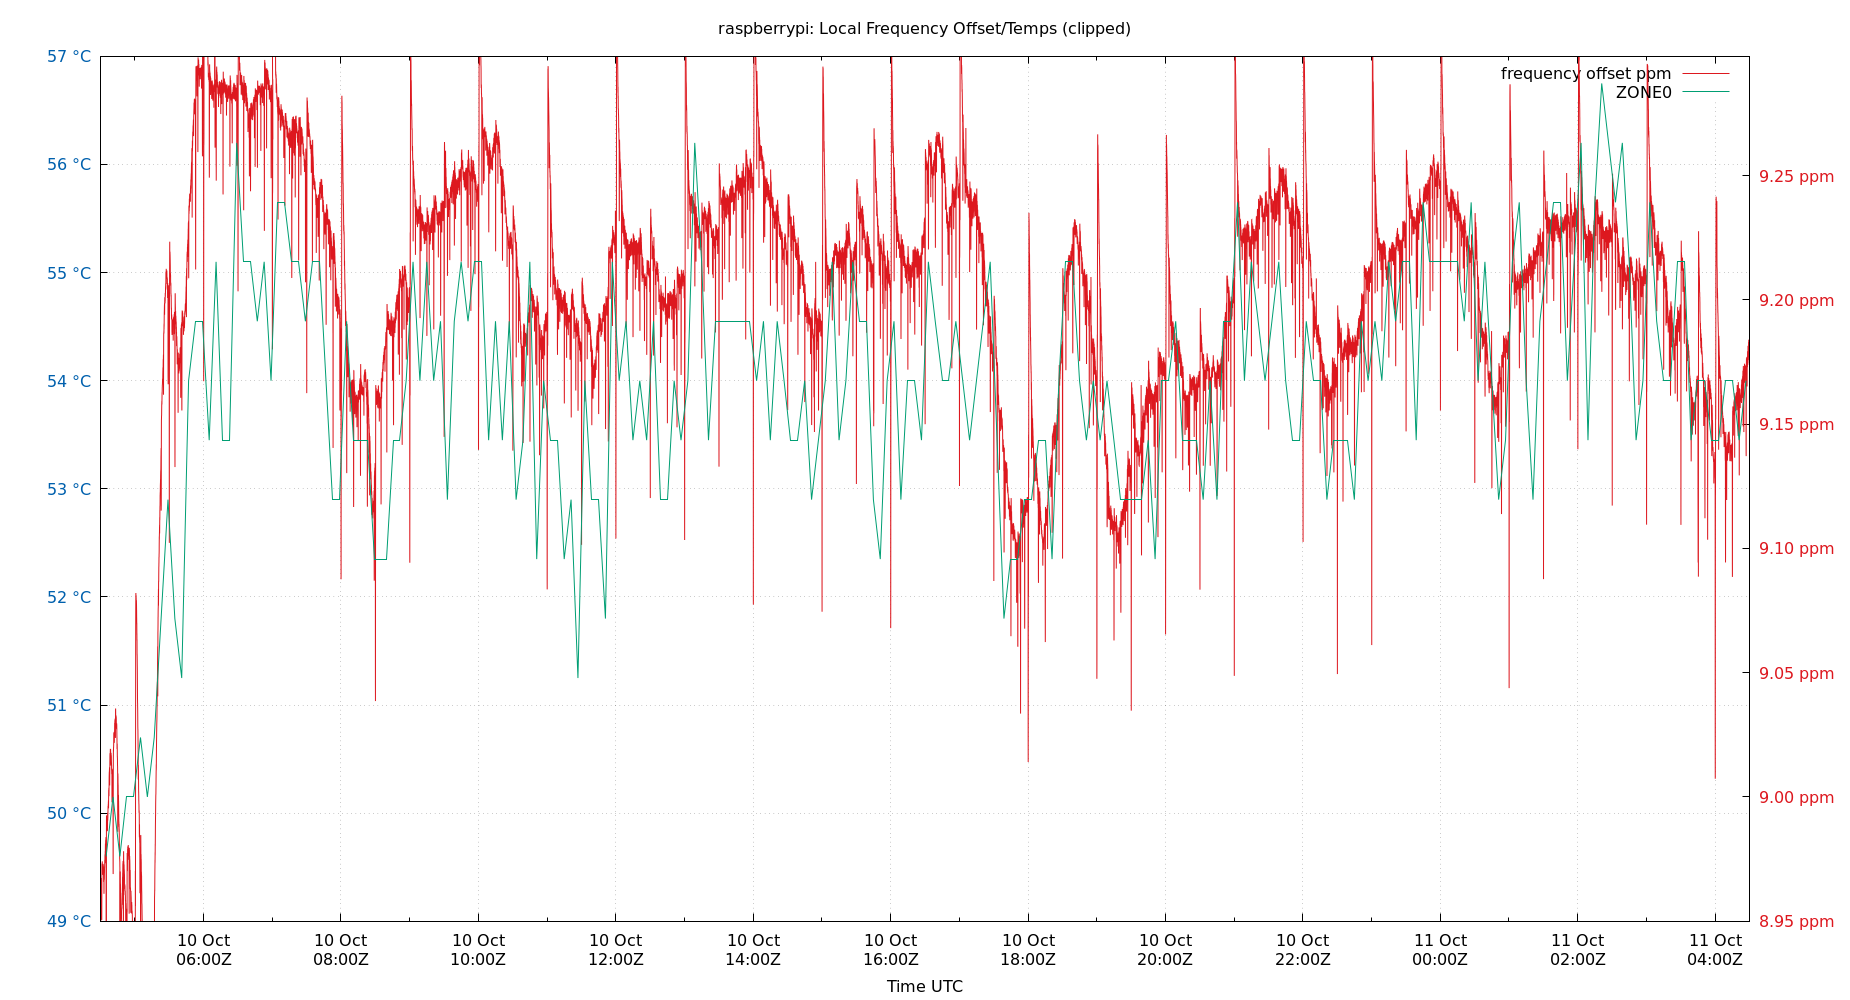 raspberrypi: Local Frequency Offset/Temps (clipped)
57 °C
56 °C
55 °C
54 °C
53 °C
52 °C
51 °C
50 °C
49 °C
frequency offset ppm
ZONE0
9.25 ppm
9.20 ppm
9.15 ppm
9.10 ppm
9.05 ppm
9.00 ppm
8.95 ppm
10 Oct 10 Oct 10 Oct 10 Oct 10 Oct 10 Oct 10 Oct 10 Oct 10 Oct 11 Oct 11 Oct 11 Oct
06:00Z 08:00Z 10:00Z 12:00Z 14:00Z 16:00Z 18:00Z 20:00Z 22:00Z 00:00Z 02:00Z 04:00Z
Time UTC